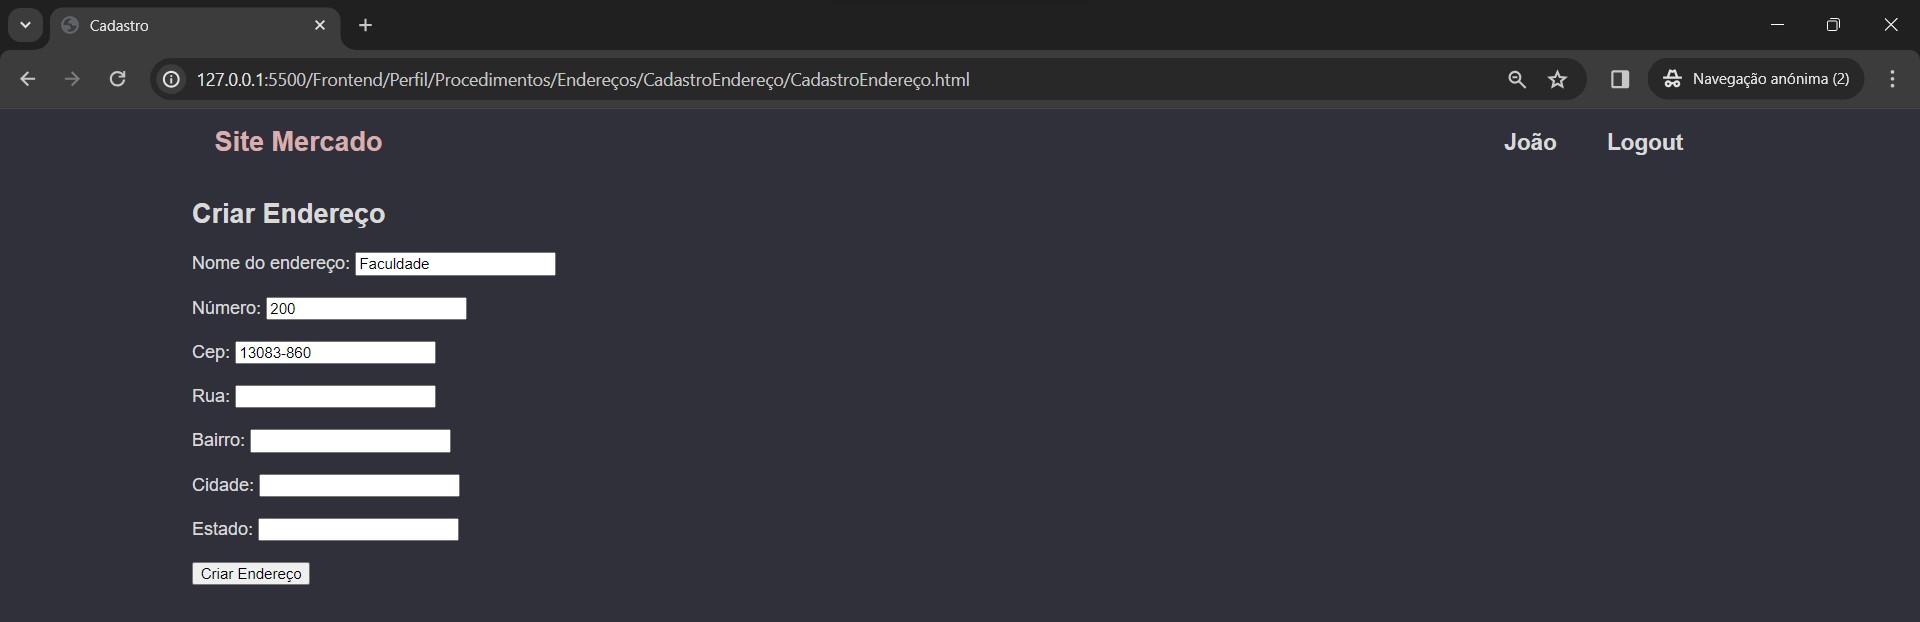 Cadastro
127.0.0.1:5500/Frontend/Perfil/Procedimentos/Endereços/CadastroEndereço/CadastroEndereço.html
Navegação anónima (2)
Site Mercado
João
Logout
Criar Endereço
Nome do endereço: Faculdade
Número: 200
Cep: 13083-860
Rua:
Bairro:
Cidade:
Estado:
Criar Endereço